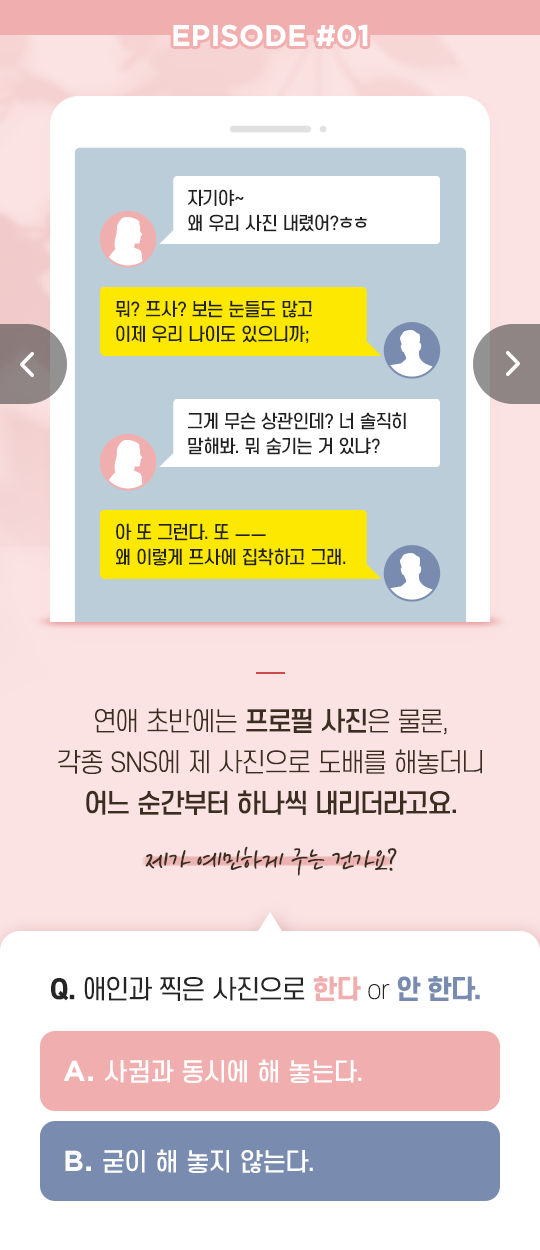 EPISODE #01
자기야~
왜 우리 사진 내렸어?ㅎㅎ
뭐? 프사? 보는 눈들도 많고
이제 우리 나이도 있으니까;
그게 무슨 상관인데? 너 솔직히
말해봐. 뭐 숨기는 거 있냐?
아 또 그런다. 또 ㅡㅡ
왜 이렇게 프사에 집착하고 그래.
연애 초반에는 프로필 사진은 물론,
각종 SNS에 제 사진으로 도배를 해놓더니
어느 순간부터 하나씩 내리더라고요.
제가 예민하게 주는 건가요?
Q. 애인과 찍은 사진으로 한다 or 안 한다.
A. 사귐과 동시에 해 놓는다.
B. 굳이 해 놓지 않는다.